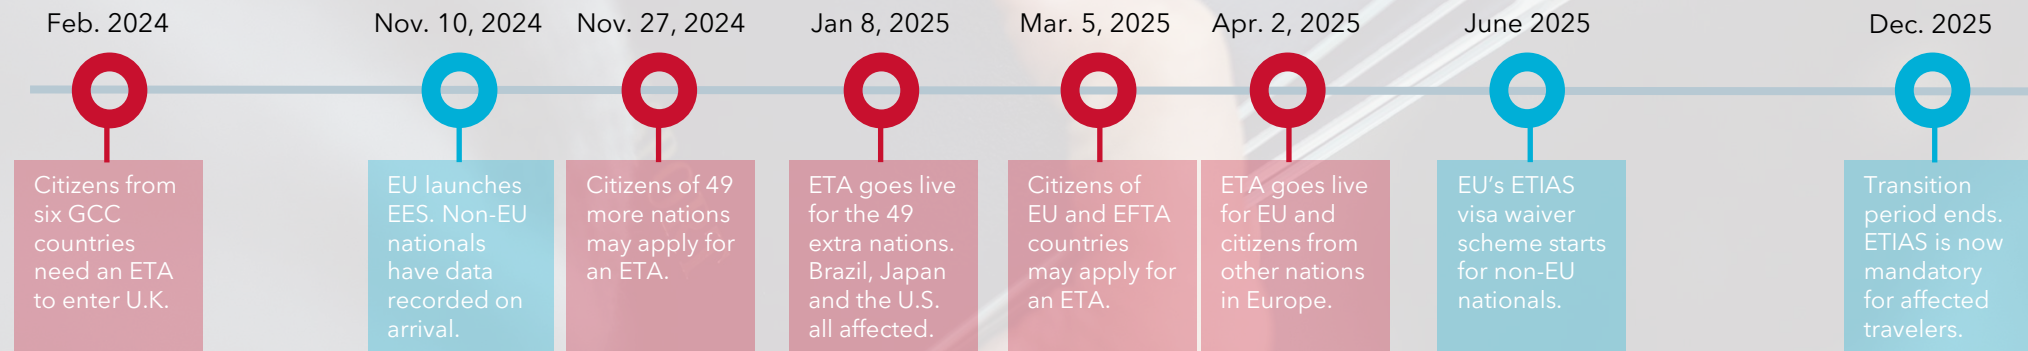 Feb. 2024
Nov. 10, 2024
Nov. 27, 2024
Jan 8, 2025
Mar. 5, 2025
Apr. 2, 2025
June 2025
Dec. 2025
Citizens from
six GCC
countries
need an ETA
to enter U.K.
EU launches
EES. Non-EU
nationals
have data
recorded on
arrival.
Citizens of 49
more nations
may apply for
an ETA.
ETA goes live
for the 49
extra nations.
Brazil, Japan
and the U.S.
all affected.
Citizens of
EU and EFTA
countries
may apply for
an ETA.
ETA goes live
for EU and
citizens from
other nations
in Europe.
EU's ETIAS
visa waiver
scheme starts
for non-EU
nationals.
Transition
period ends.
ETIAS is now
mandatory
for affected
travelers.